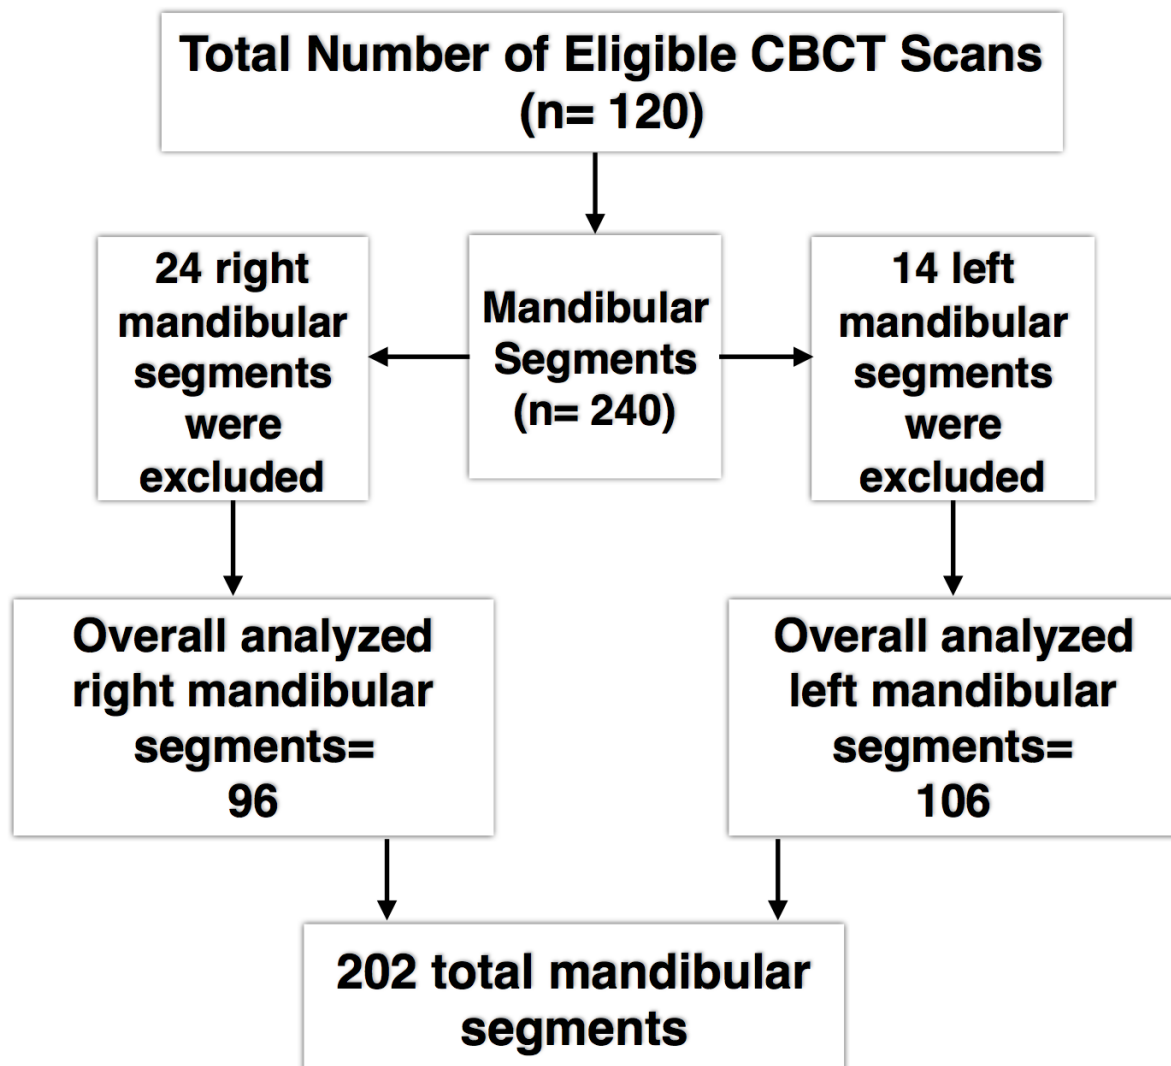 Total Number of Eligible CBCT Scans
(n= 120)
24 right
mandibular
segments
were
excluded
Mandibular
Segments
(n= 240)
14 left
mandibular
segments
were
excluded
Overall analyzed
right mandibular
segments=
96
Overall analyzed
left mandibular
segments=
106
202 total mandibular
segments